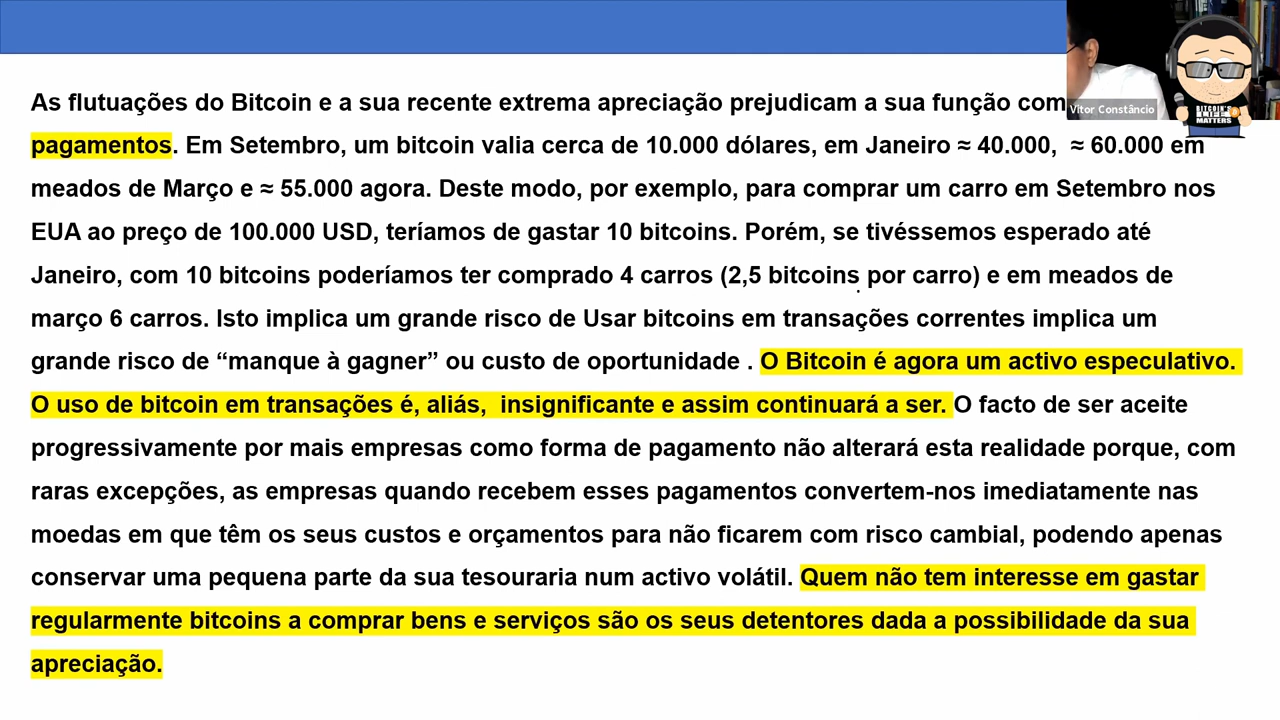 As flutuações do Bitcoin e a sua recente extrema apreciação prejudicam a sua função com
pagamentos. Em Setembro, um bitcoin valia cerca de 10.000 dólares, em Janeiro ≈ 40.000, ≈ 60.000 em
meados de Março e ≈ 55.000 agora. Deste modo, por exemplo, para comprar um carro em Setembro nos
EUA ao preço de 100.000 USD, teríamos de gastar 10 bitcoins. Porém, se tivéssemos esperado até
Janeiro, com 10 bitcoins poderíamos ter comprado 4 carros (2,5 bitcoins por carro) e em meados de
março 6 carros. Isto implica um grande risco de Usar bitcoins em transações correntes implica um
grande risco de “manque à gagner” ou custo de oportunidade . O Bitcoin é agora um activo especulativo.
O uso de bitcoin em transações é, aliás, insignificante e assim continuará a ser. O facto de ser aceite
progressivamente por mais empresas como forma de pagamento não alterará esta realidade porque, com
raras excepções, as empresas quando recebem esses pagamentos convertem-nos imediatamente nas
moedas em que têm os seus custos e orçamentos para não ficarem com risco cambial, podendo apenas
conservar uma pequena parte da sua tesouraria num activo volátil. Quem não tem interesse em gastar
regularmente bitcoins a comprar bens e serviços são os seus detentores dada a possibilidade da sua
apreciação.
Vitor Constâncio
BITCOIN'S
LIFE
MATTERS